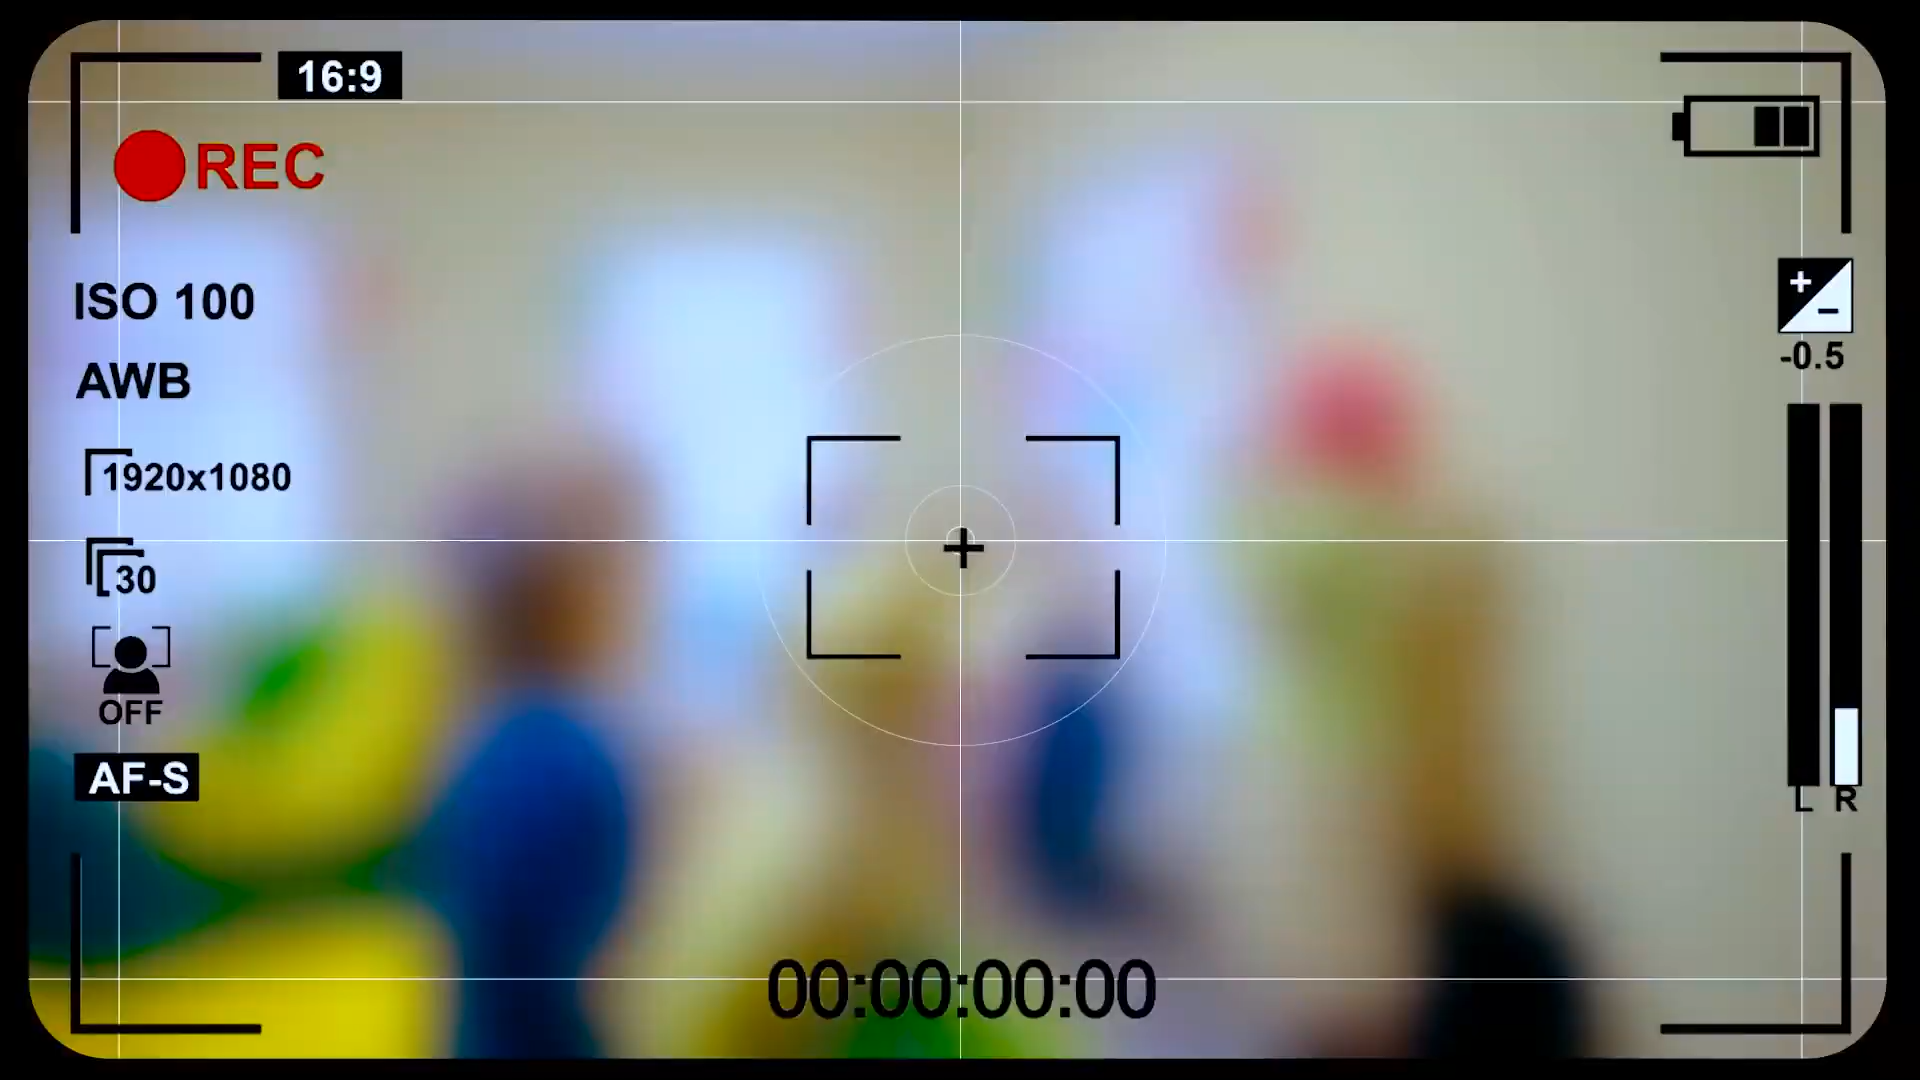 16:9
REC
ISO 100
AWB
1920x1080
30
OFF
AF-S
+
-
-0.5
L R
00:00:00:00